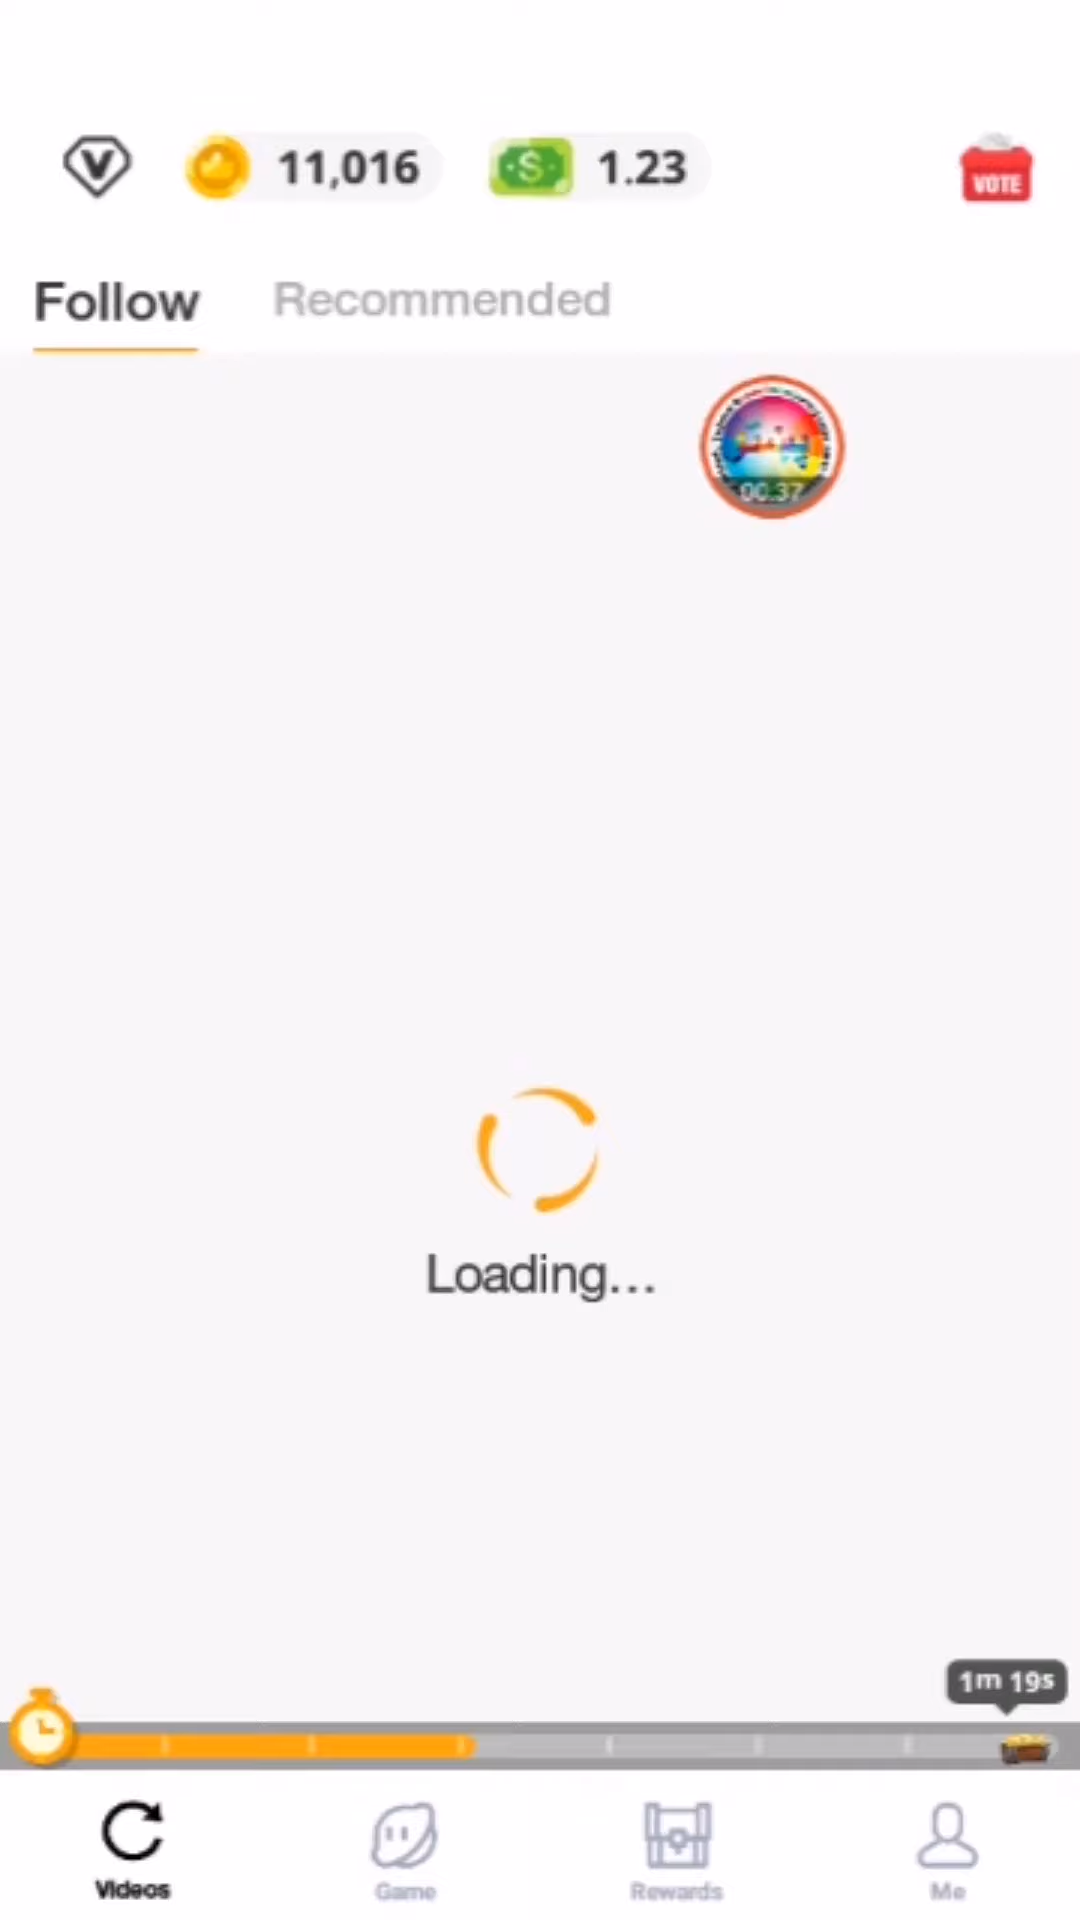 11,016 1.23 VOTE
Follow Recommended
00:37
Loading...
1m 19s
Videos Game Rewards Me